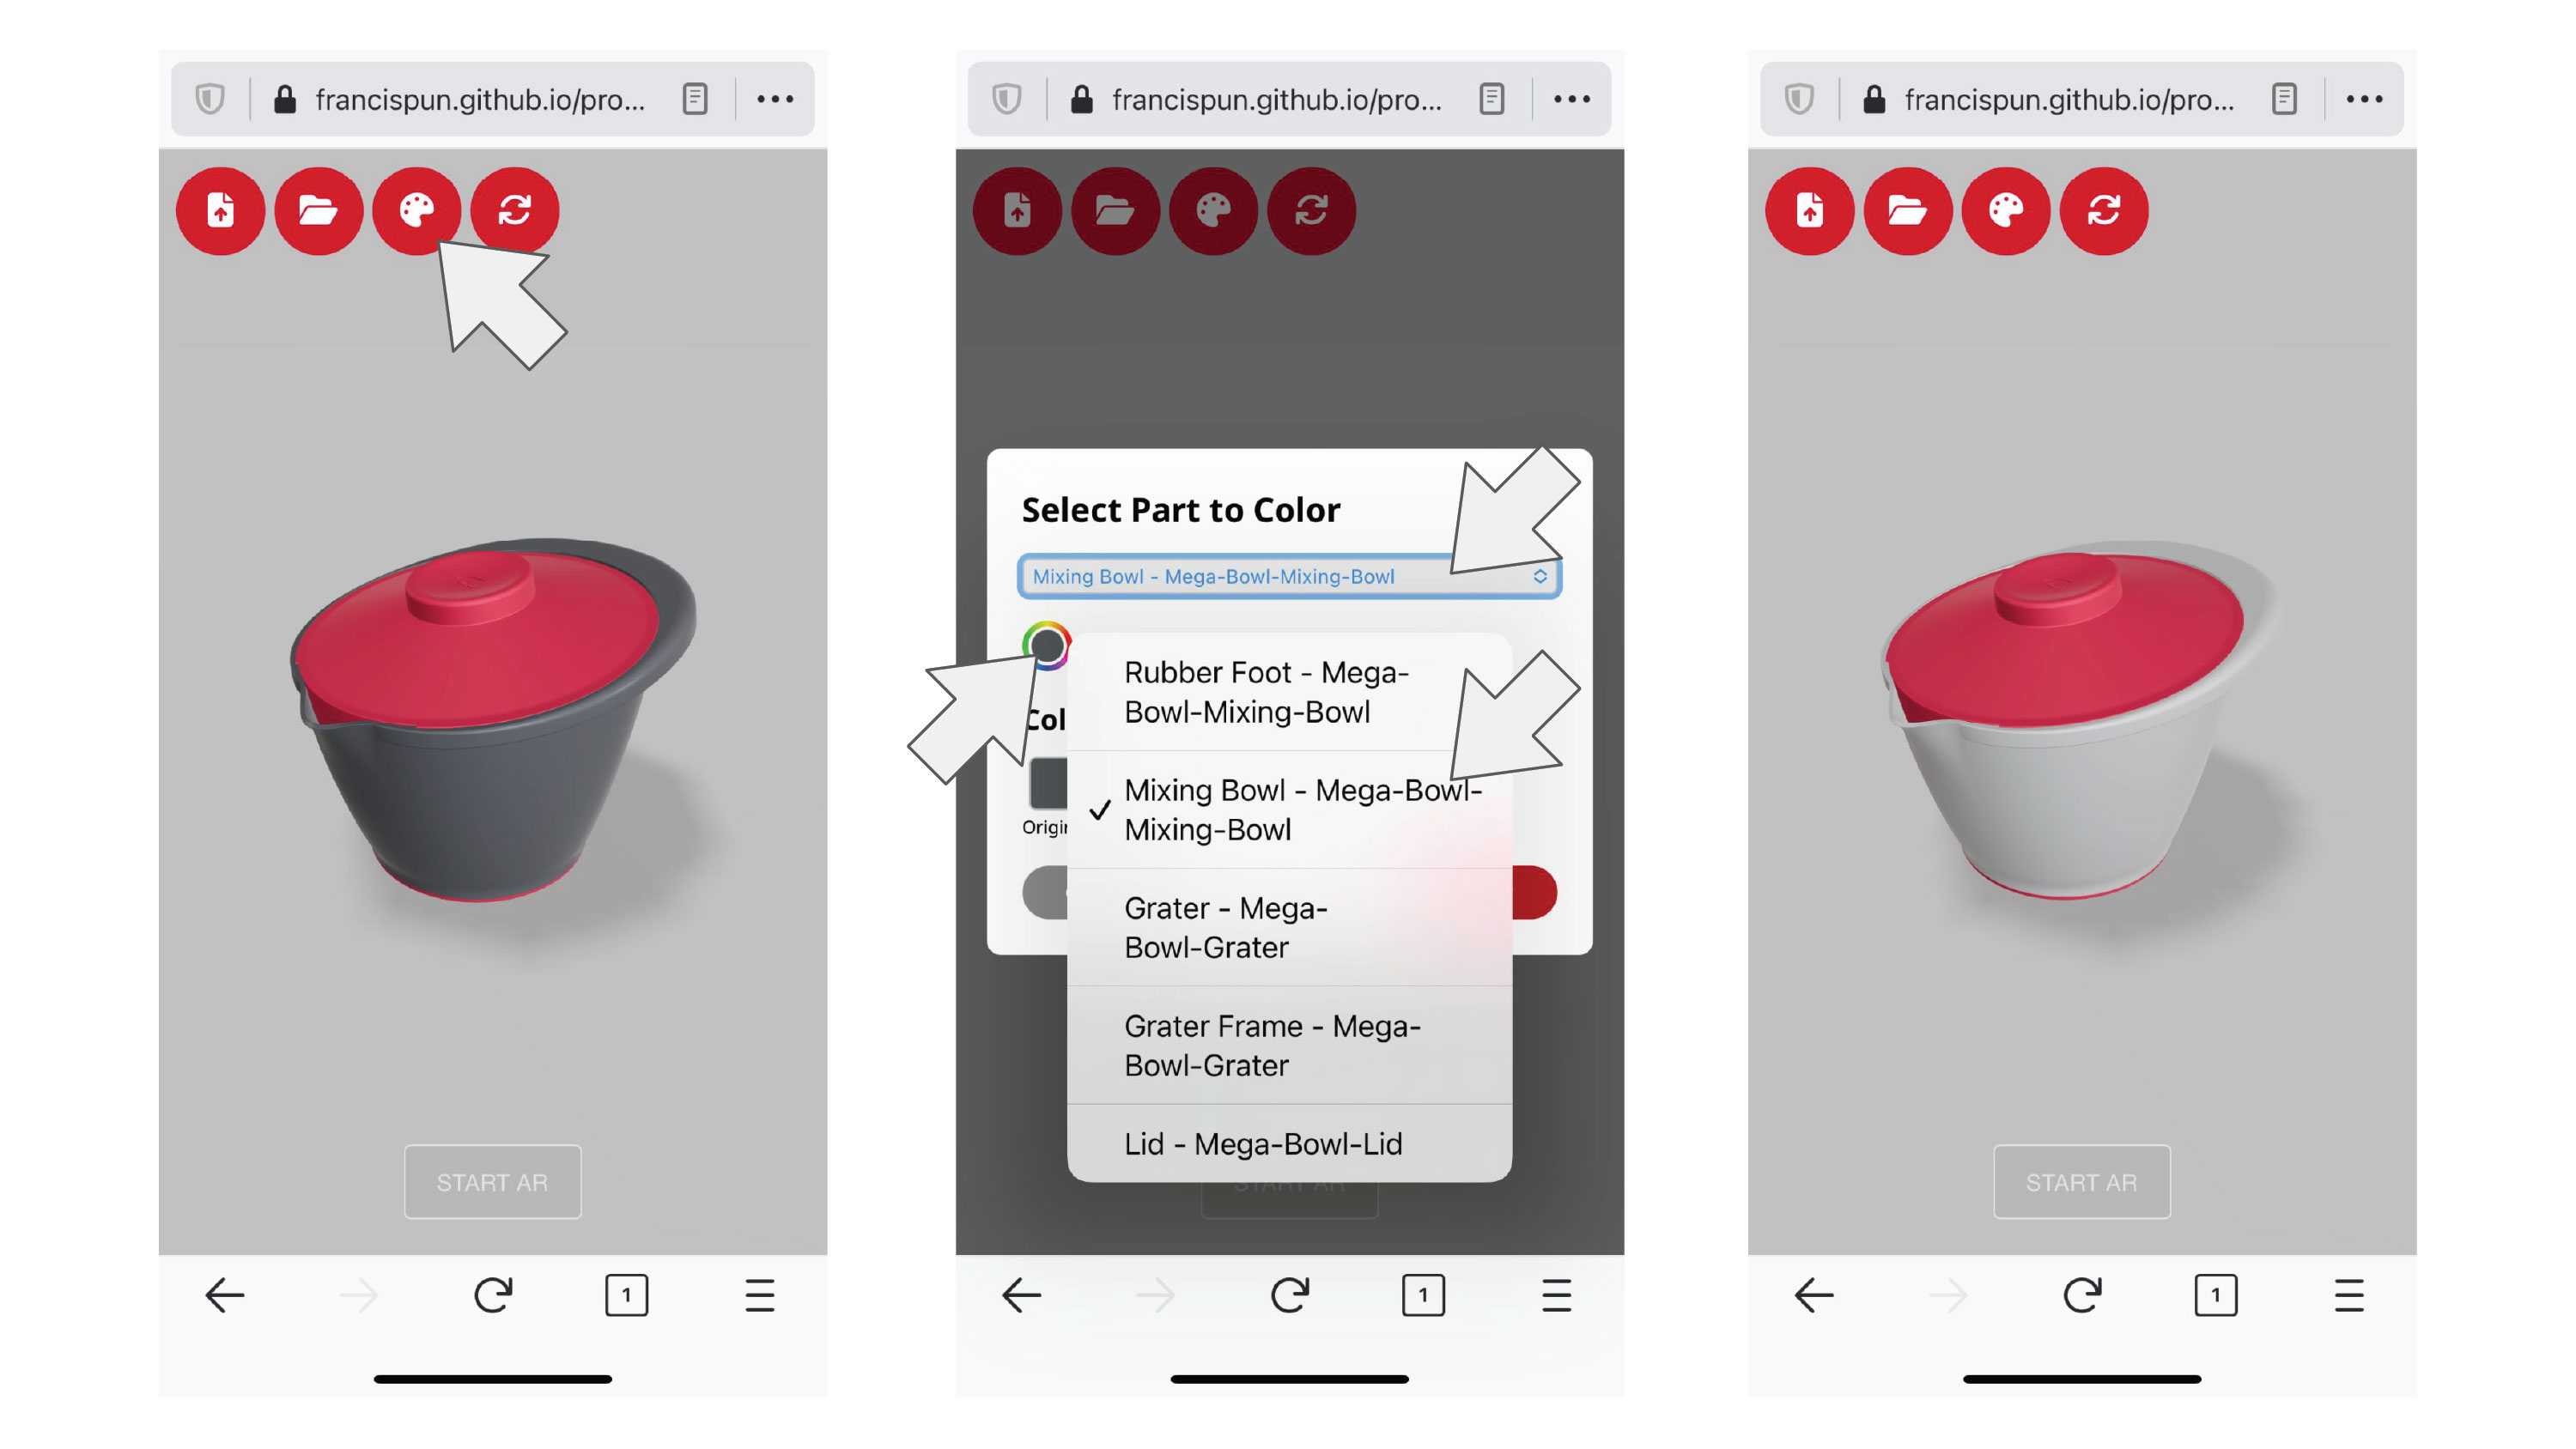 francispun.github.io/pro...
START AR
1
francispun.github.io/pro...
Select Part to Color
Mixing Bowl - Mega-Bowl-Mixing-Bowl
Rubber Foot - Mega-
Bowl-Mixing-Bowl
Col
Mixing Bowl - Mega-Bowl-
Mixing-Bowl
Origi
Grater - Mega-
Bowl-Grater
Grater Frame - Mega-
Bowl-Grater
Lid - Mega-Bowl-Lid
START AR
1
francispun.github.io/pro...
START AR
1